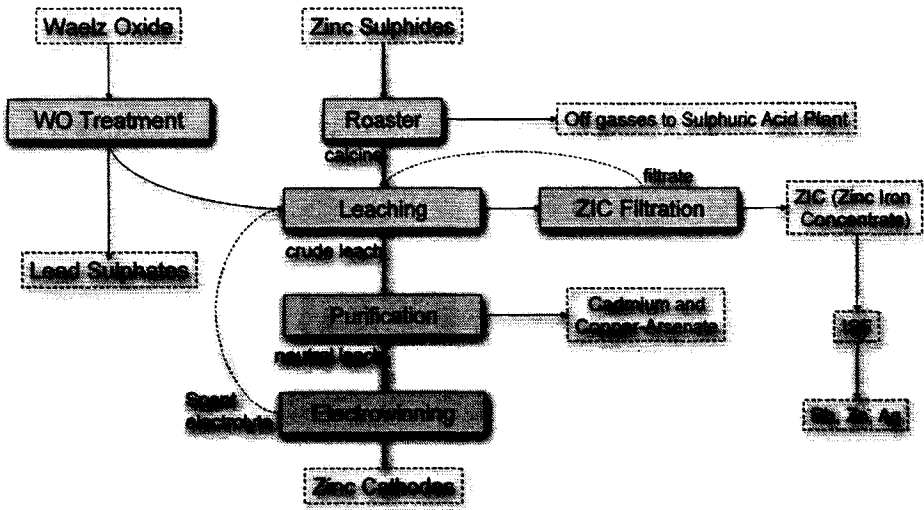 Waelz Oxide
Zinc Sulphides
WO Treatment
Roaster
Off gasses to Sulphuric Acid Plant
calcine
filtrate
Leaching
ZIC Filtration
ZIC (Zinc Iron
Concentrate)
crude leach
Lead Sulphates
Purification
Cadmium and
Copper-Arsenate
neutral leach
Spent
electrolyte
Electrowinning
Zinc Cathodes